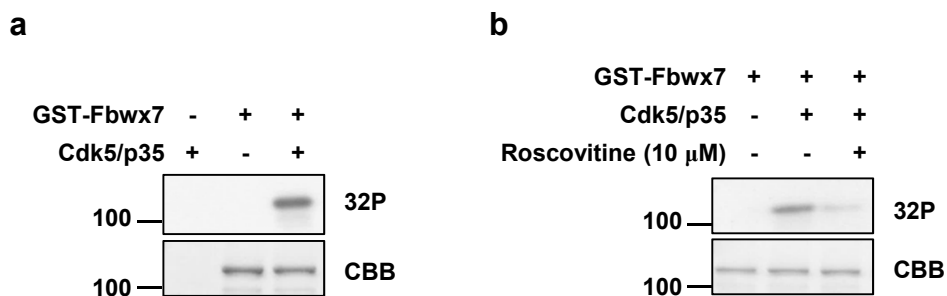 a
GST-Fbwx7 - + +
Cdk5/p35 + - +
100
32P
100
CBB
b
GST-Fbwx7 + + +
Cdk5/p35 - + +
Roscovitine (10 μM) - - +
100
32P
100
CBB